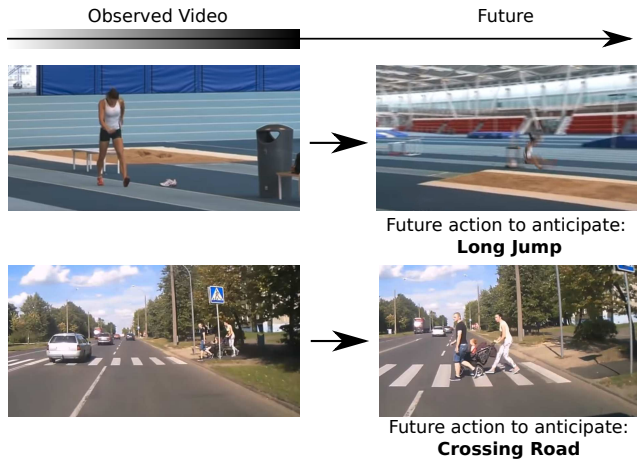 Observed Video
Future
Future action to anticipate:
Long Jump
Future action to anticipate:
Crossing Road